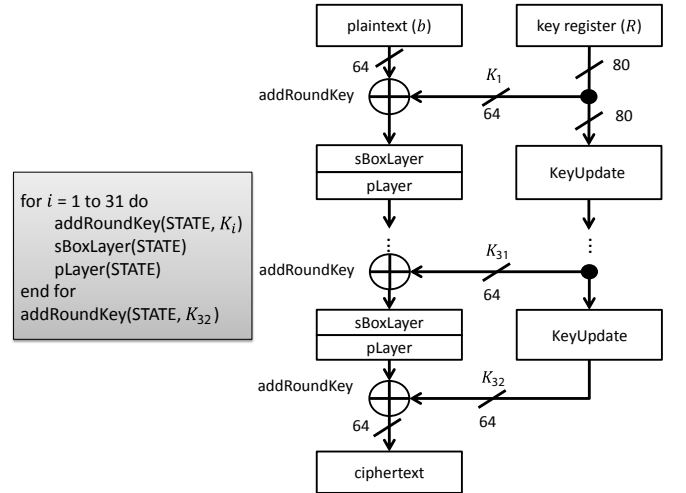 plaintext (b)
key register (R)
64
80
K1
addRoundKey
64
80
sBoxLayer
pLayer
KeyUpdate
for i = 1 to 31 do
addRoundKey(STATE, Ki)
sBoxLayer(STATE)
pLayer(STATE)
end for
addRoundKey(STATE, K32)
...
...
K31
addRoundKey
64
sBoxLayer
pLayer
KeyUpdate
K32
addRoundKey
64
64
ciphertext